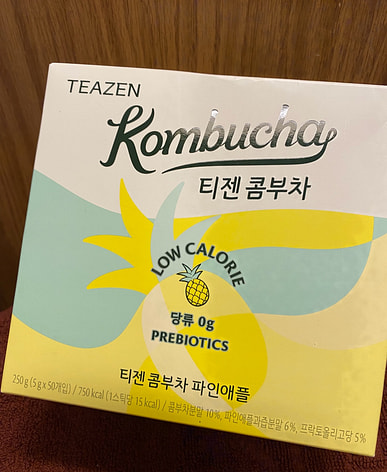 TEAZEN
Kombucha
티젠 콤부차
LOW CALORIE
당류 0g
PREBIOTICS
티젠 콤부차 파인애플
250 g (5 g x 50개입) / 750 kcal (1스틱당 15 kcal) / 콤부차분말 10%, 파인애플과즙분말 6%, 프락토올리고당 5%